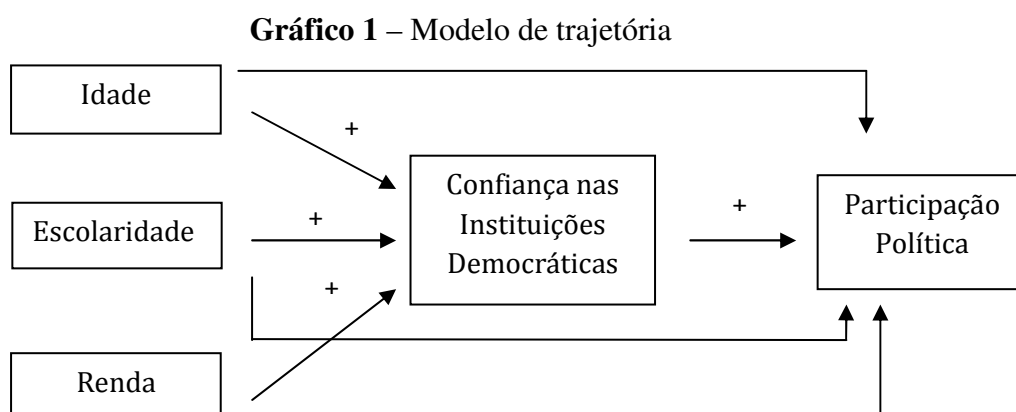 Gráfico 1 – Modelo de trajetória
Idade
+
Escolaridade
+
+
Renda
Confiança nas
Instituições
Democráticas
+
Participação
Política